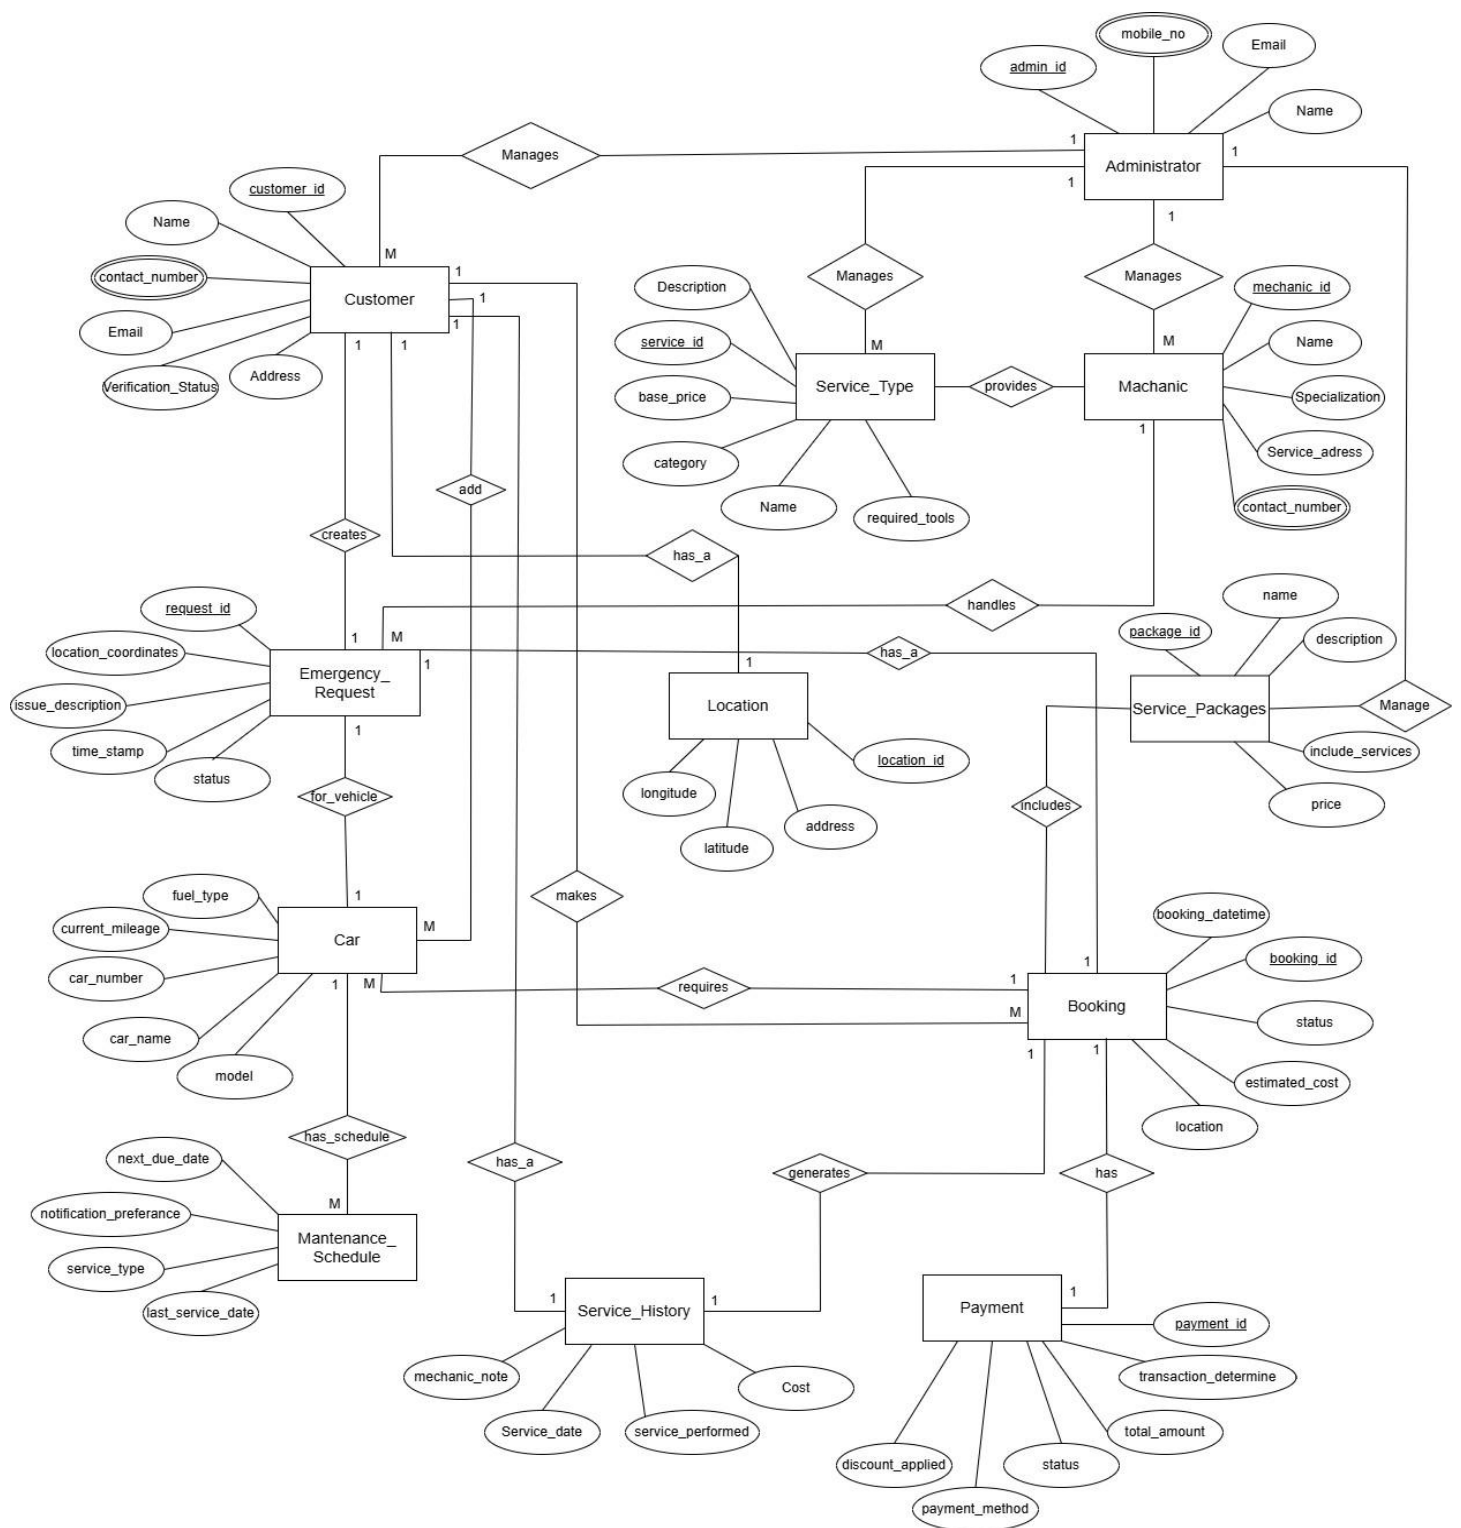 mobile_no
Email
admin_id
Name
1
1
Manages
Administrator
1
1
customer_id
Name
M
1
contact_number
Customer
1
1
Email
Verification_Status
Address
1
1
Manages
Manages
Description
mechanic_id
service_id
M
M
Name
Service_Type
provides
Machanic
base_price
Specialization
category
1
Service_adress
Name
required_tools
contact_number
add
creates
has_a
request_id
handles
name
package_id
description
location_coordinates
1
M
1
has_a
1
Emergency_
Request
issue_description
Location
Service_Packages
Manage
time_stamp
1
status
location_id
include_services
for_vehicle
longitude
includes
price
latitude
address
fuel_type
1
makes
current_mileage
M
Car
booking_datetime
car_number
1
M
requires
1
1
booking_id
M
Booking
status
car_name
1
1
model
estimated_cost
location
has_schedule
next_due_date
has_a
generates
has
M
notification_preferance
Mantenance_
Schedule
service_type
last_service_date
1
Service_History
1
Payment
1
payment_id
mechanic_note
Cost
transaction_determine
Service_date
service_performed
total_amount
discount_applied
status
payment_method